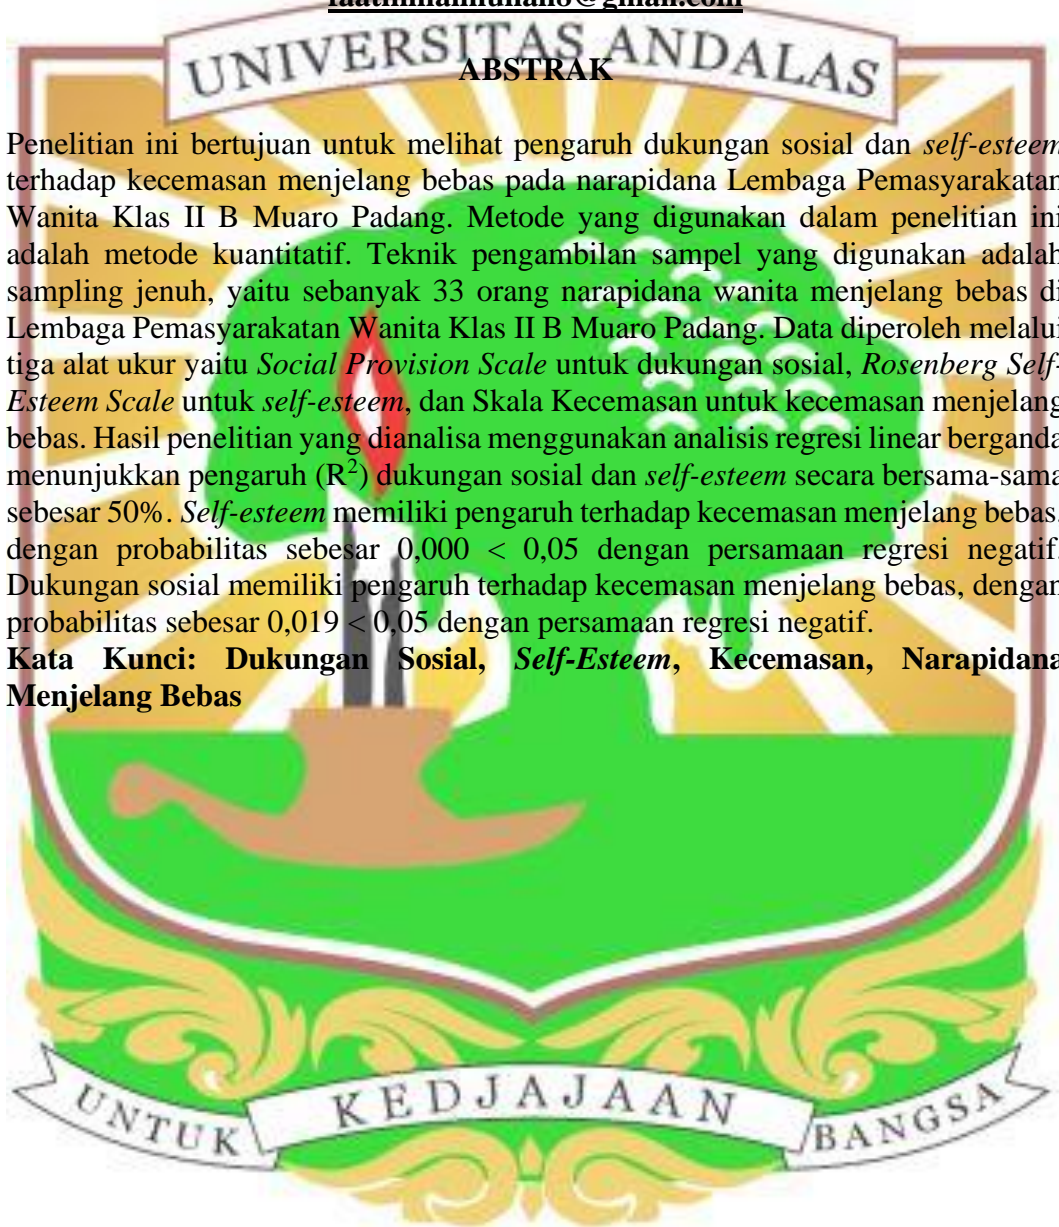 UNIVERSITAS ANDALAS
ABSTRAK
Penelitian ini bertujuan untuk melihat pengaruh dukungan sosial dan self-esteem
terhadap kecemasan menjelang bebas pada narapidana Lembaga Pemasyarakatan
Wanita Klas II B Muaro Padang. Metode yang digunakan dalam penelitian ini
adalah metode kuantitatif. Teknik pengambilan sampel yang digunakan adalah
sampling jenuh, yaitu sebanyak 33 orang narapidana wanita menjelang bebas di
Lembaga Pemasyarakatan Wanita Klas II B Muaro Padang. Data diperoleh melalui
tiga alat ukur yaitu Social Provision Scale untuk dukungan sosial, Rosenberg Self-
Esteem Scale untuk self-esteem, dan Skala Kecemasan untuk kecemasan menjelang
bebas. Hasil penelitian yang dianalisa menggunakan analisis regresi linear berganda
menunjukkan pengaruh (R²) dukungan sosial dan self-esteem secara bersama-sama
sebesar 50%. Self-esteem memiliki pengaruh terhadap kecemasan menjelang bebas,
dengan probabilitas sebesar 0,000 < 0,05 dengan persamaan regresi negatif.
Dukungan sosial memiliki pengaruh terhadap kecemasan menjelang bebas, dengan
probabilitas sebesar 0,019 < 0,05 dengan persamaan regresi negatif.
Kata Kunci: Dukungan Sosial, Self-Esteem, Kecemasan, Narapidana
Menjelang Bebas
UNTUK KEDJAJAAN BANGSA